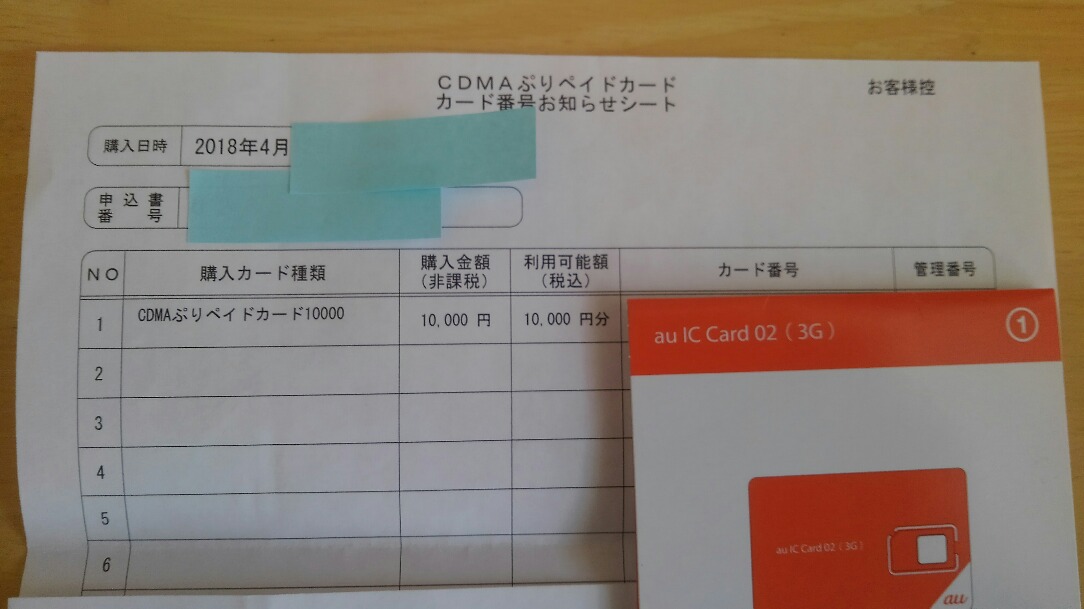 CDMAぷりペイドカード
カード番号お知らせシート
お客様控
購入日時 2018年4月
申込書
番号
NO 購入カード種類 購入金額
(非課税) 利用可能額
(税込) カード番号 管理番号
1 CDMAぷりペイドカード10000 10,000 円 10,000 円分
2
3
4
5
6
au IC Card 02（3G） ①
au IC Card 02（3G）
au